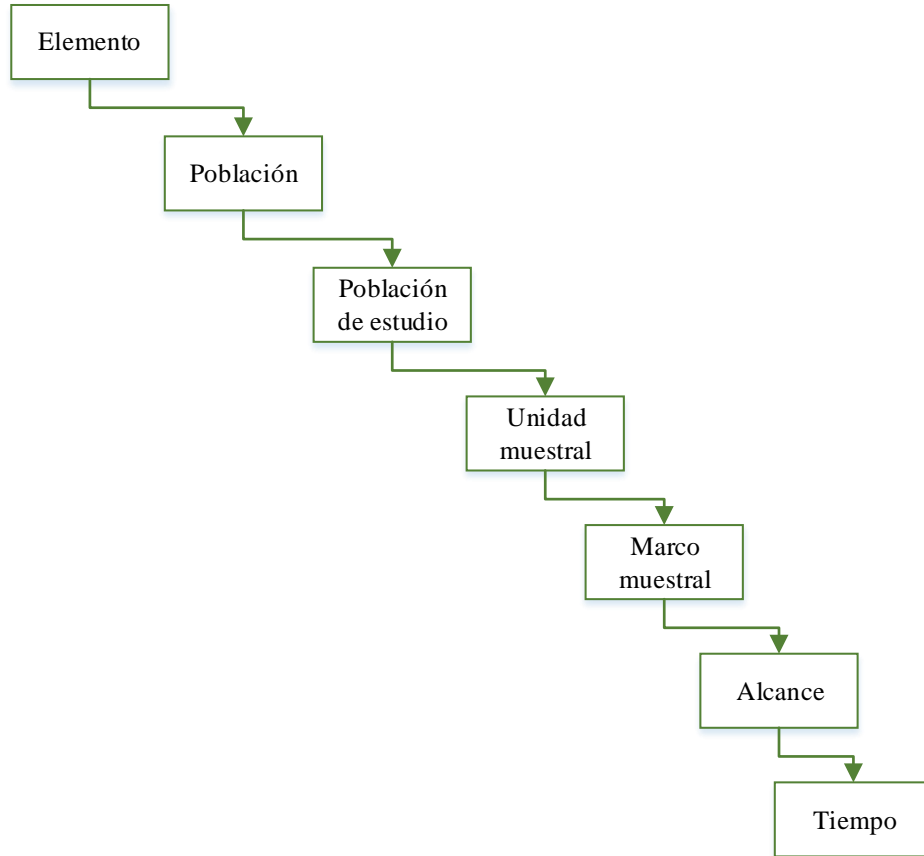 Elemento
Población
Población
de estudio
Unidad
muestral
Marco
muestral
Alcance
Tiempo